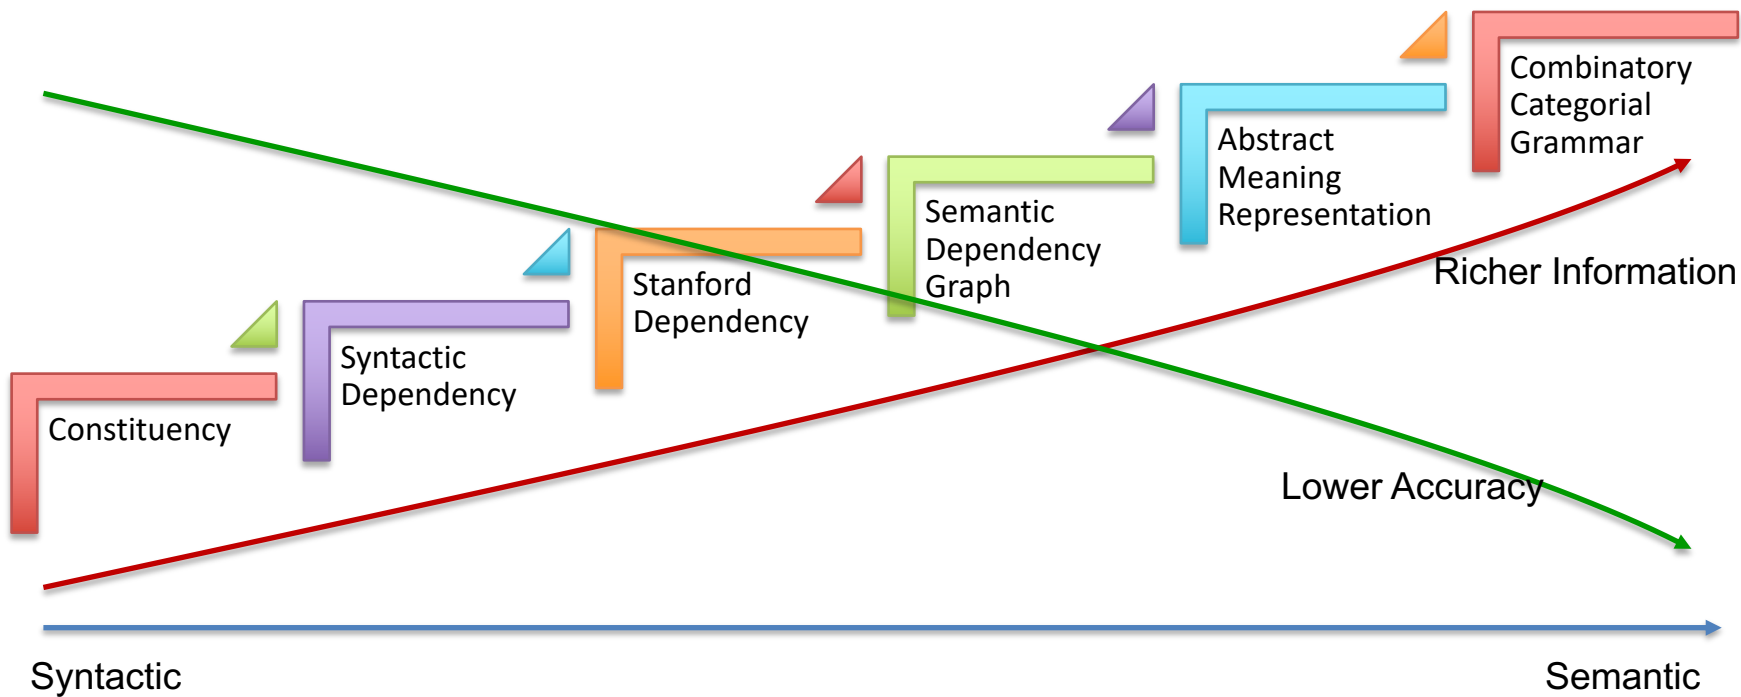 Constituency
Syntactic
Dependency
Stanford
Dependency
Semantic
Dependency
Graph
Abstract
Meaning
Representation
Combinatory
Categorial
Grammar
Richer Information
Lower Accuracy
Syntactic
Semantic